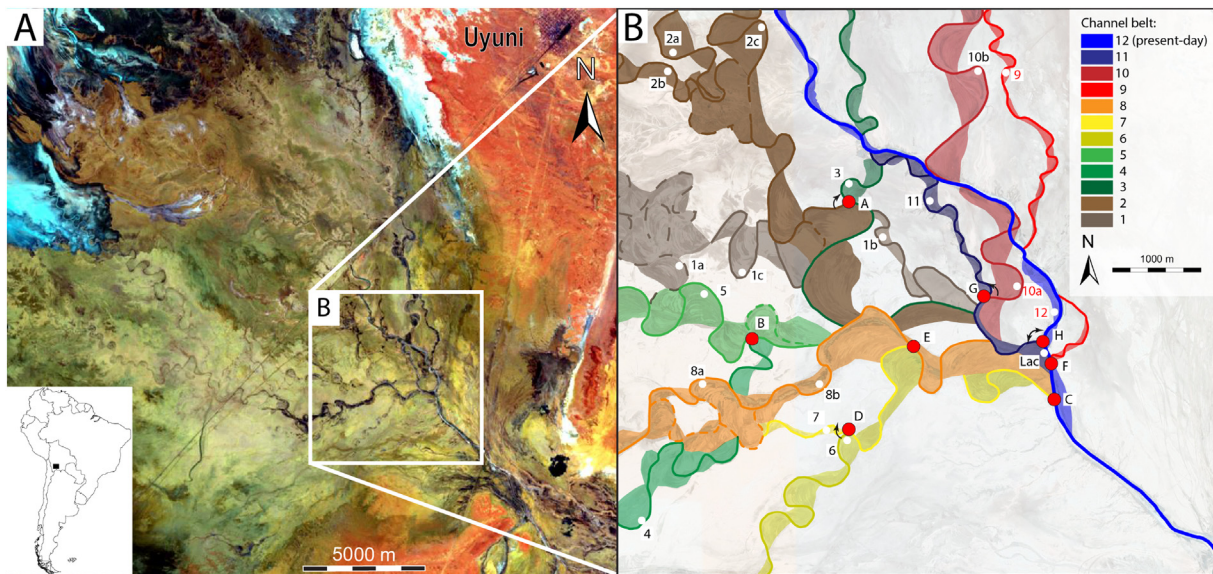 A
Uyuni
N
B
5000 m
B
2a
2c
2b
10b
9
3
A
11
1b
1a
1c
5
G
10a
12
B
E
H
Lac
F
8a
8b
C
7
D
6
4
Channel belt:
12 (present-day)
11
10
9
8
7
6
5
4
3
2
1
N
1000 m